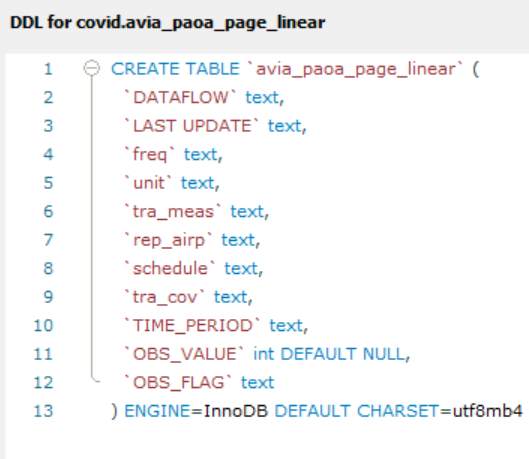 DDL for covid.avia_paoa_page_linear
1 CREATE TABLE `avia_paoa_page_linear` (
2 `DATAFLOW` text,
3 `LAST UPDATE` text,
4 `freq` text,
5 `unit` text,
6 `tra_meas` text,
7 `rep_airp` text,
8 `schedule` text,
9 `tra_cov` text,
10 `TIME_PERIOD` text,
11 `OBS_VALUE` int DEFAULT NULL,
12 `OBS_FLAG` text
13 ) ENGINE=InnoDB DEFAULT CHARSET=utf8mb4